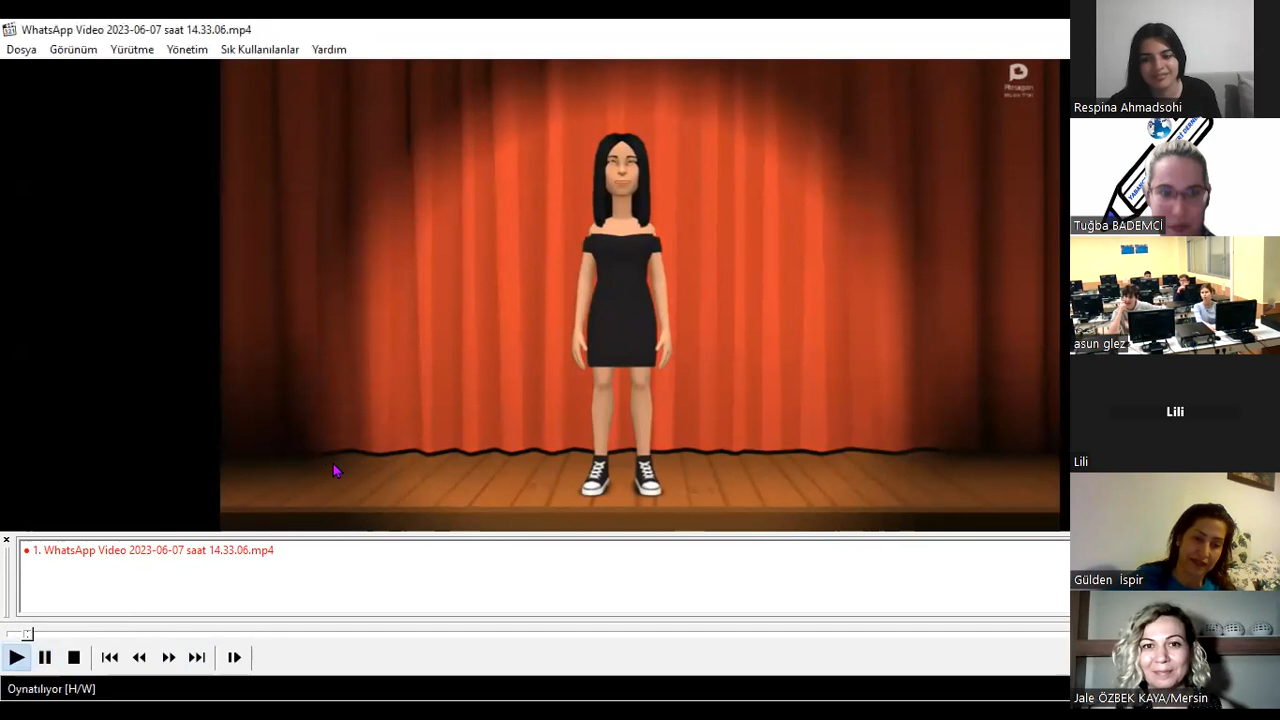 WhatsApp Video 2023-06-07 saat 14.33.06.mp4
Dosya Görünüm Yürütme Yönetim Sık Kullanılanlar Yardım
Respina Ahmadsohi
Tuğba BADEMCİ
asun glez
Lili
Lili
1. WhatsApp Video 2023-06-07 saat 14.33.06.mp4
Gülden İspir
Oynatılıyor [H/W]
Jale ÖZBEK KAYA/Mersin